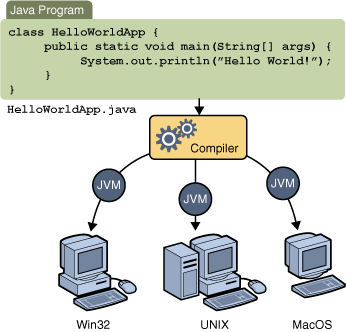 Java Program
class HelloWorldApp {
    public static void main(String[] args) {
        System.out.println("Hello World!");
    }
}
HelloWorldApp.java
Compiler
JVM JVM JVM
Win32 UNIX MacOS